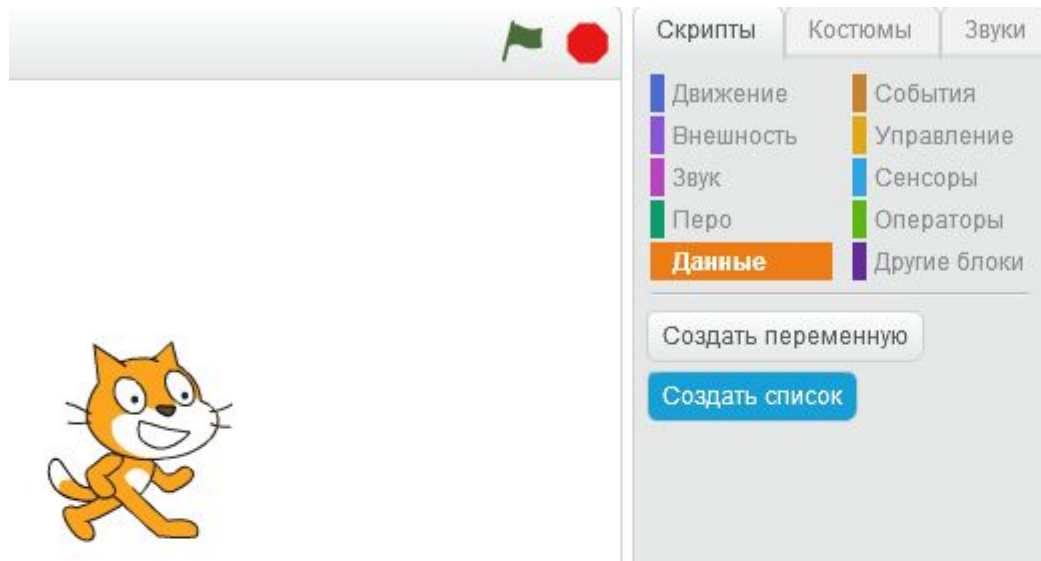 Скрипты Костюмы Звуки
Движение События
Внешность Управление
Звук Сенсоры
Перо Операторы
Данные Другие блоки
Создать переменную
Создать список